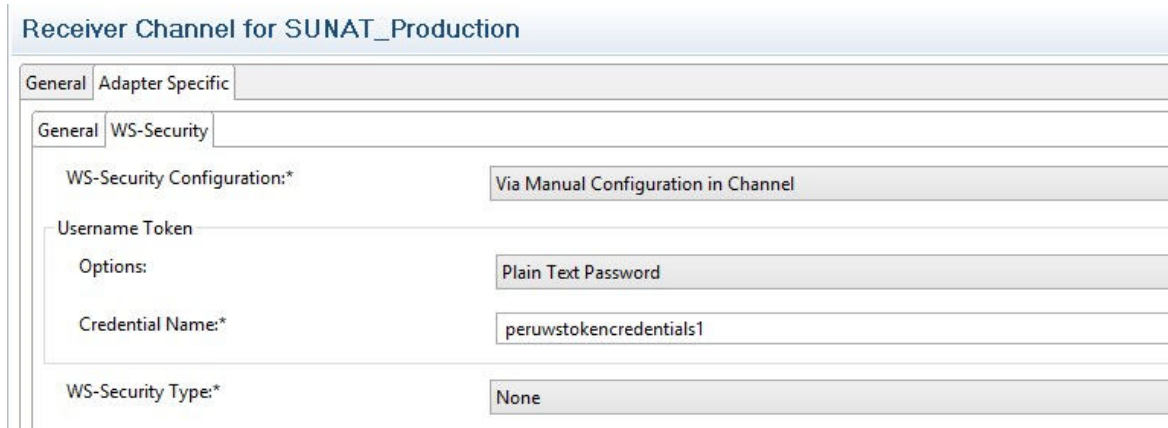 Receiver Channel for SUNAT_Production
General Adapter Specific
General WS-Security
WS-Security Configuration:* Via Manual Configuration in Channel
Username Token
Options: Plain Text Password
Credential Name:* peruwstokencredentials1
WS-Security Type:* None